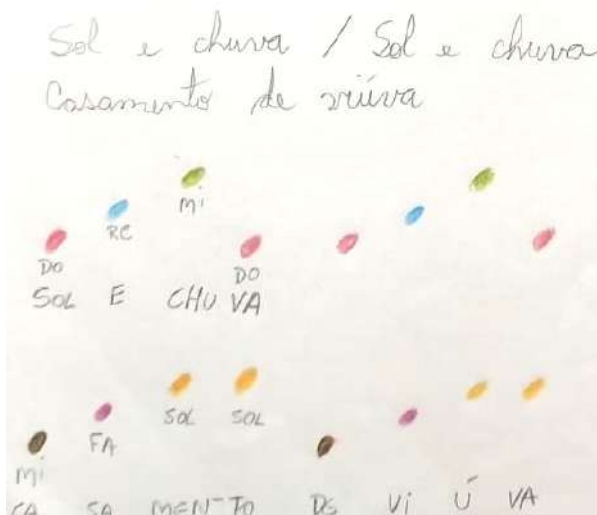 Sol e chuva / Sol e chuva
Casamento de viúva
MI
RE
DO DO
SOL E CHU VA
SOL SOL
FA
MI
CA SA MEN-TO DE VI Ú VA